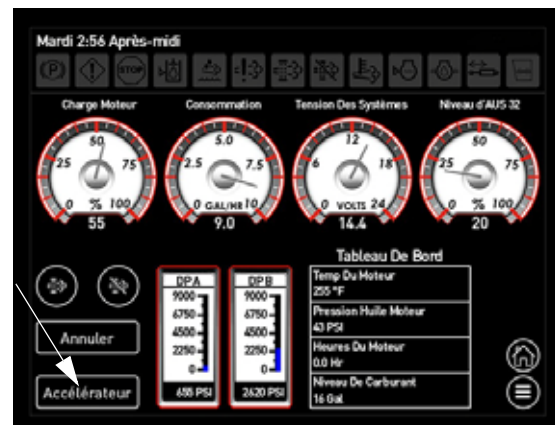 Mardi 2:56 Après-midi
P STOP
Charge Moteur Consommation Tension Des Systèmes Niveau d'AUS 32
50 5.0 12 50
25 75 2.5 7.5 6 18 25 75
0 % 100 0 GAL/HR 10 0 VOLTS 24 0 % 100
55 9.0 14.4 20
Tableau De Bord
DPA DPB
9000 9000
6750 6750
4500 4500
2250 2250
0 0
655 PSI 2620 PSI
Temp Du Moteur
255 °F
Pression Huile Moteur
43 PSI
Heures Du Moteur
0.0 Hr
Niveau De Carburant
16 Gal
Annuler
Accélérateur